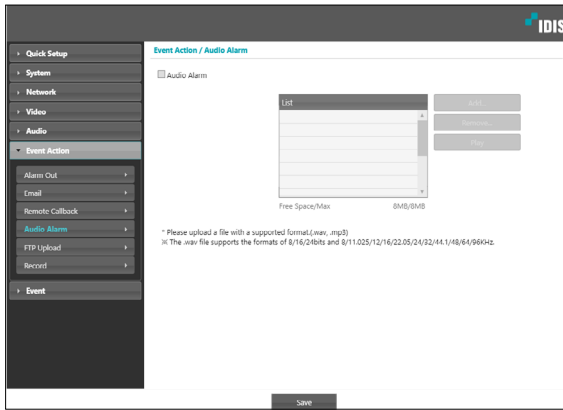 IDIS
Quick Setup
System
Network
Video
Audio
Event Action
Alarm Out
Email
Remote Callback
Audio Alarm
FTP Upload
Record
Event
Event Action / Audio Alarm
Audio Alarm
List
Add...
Remove...
Play
Free Space/Max 8MB/8MB
* Please upload a file with a supported format.(.wav, .mp3)
※ The .wav file supports the formats of 8/16/24bits and 8/11.025/12/16/22.05/24/32/44.1/48/64/96KHz.
Save